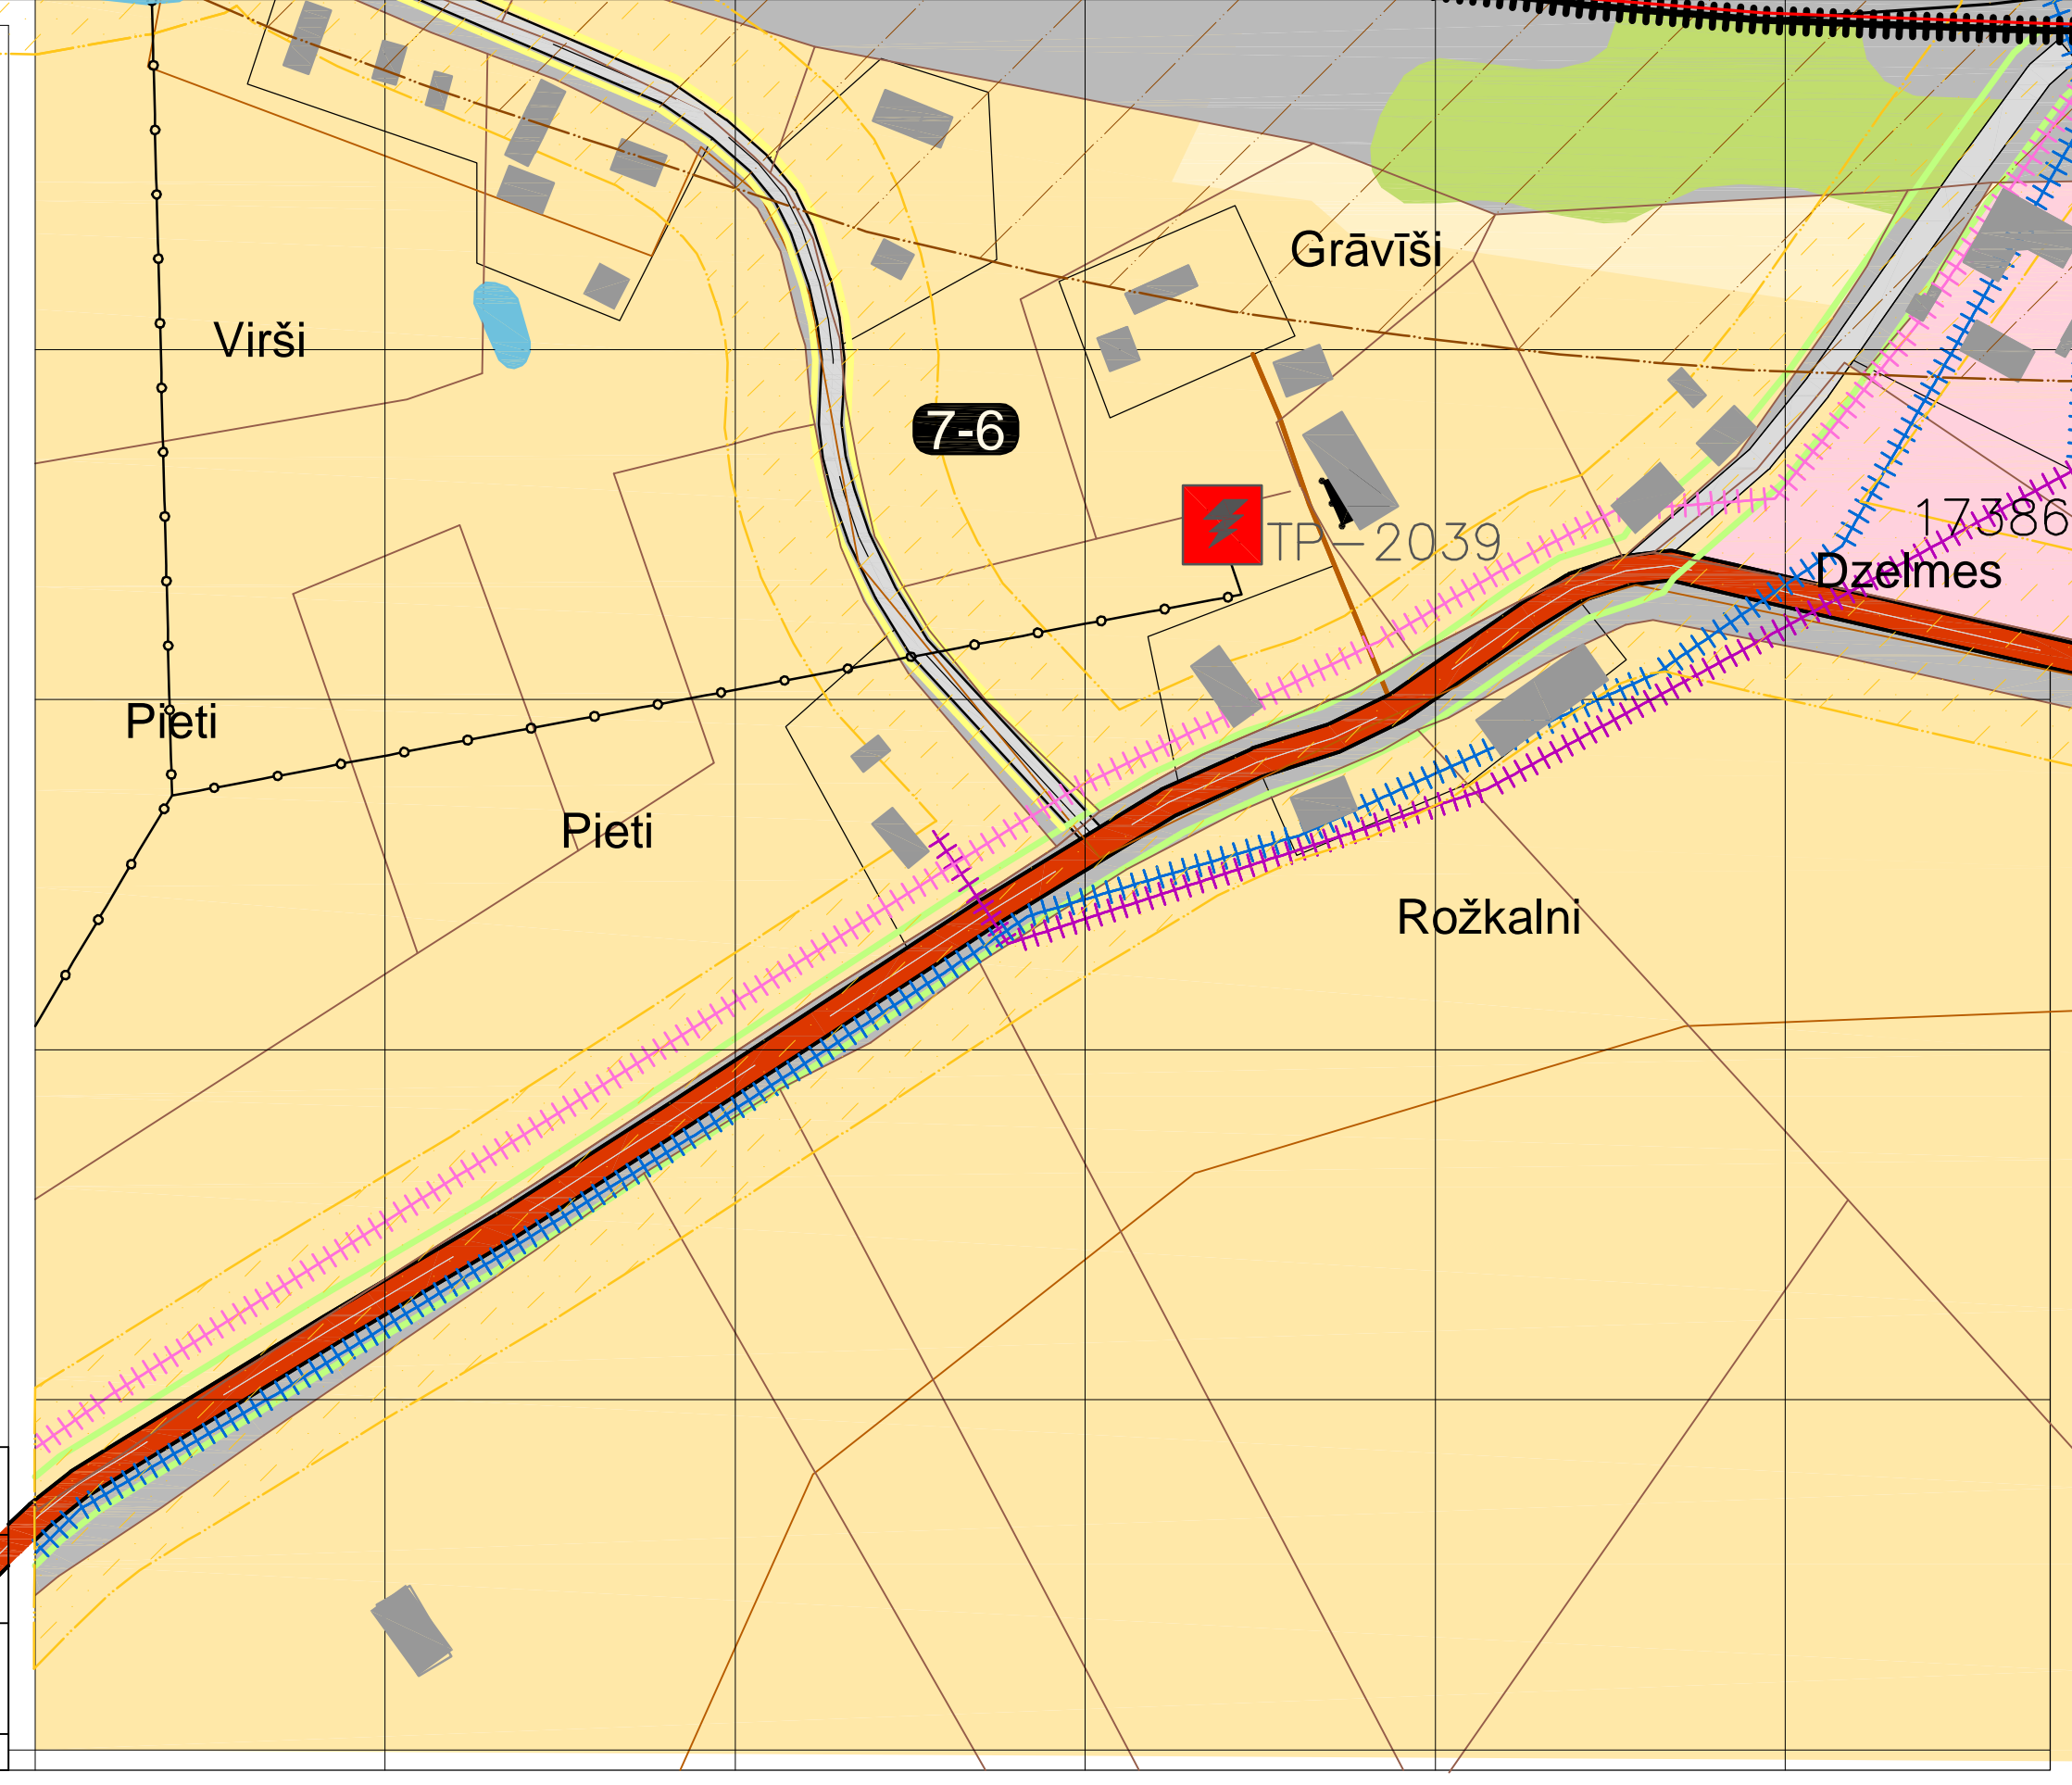 Grāvīši
Virši
7-6
TP-2039
17386
Dzelmes
Pieti
Pieti
Rožkalni